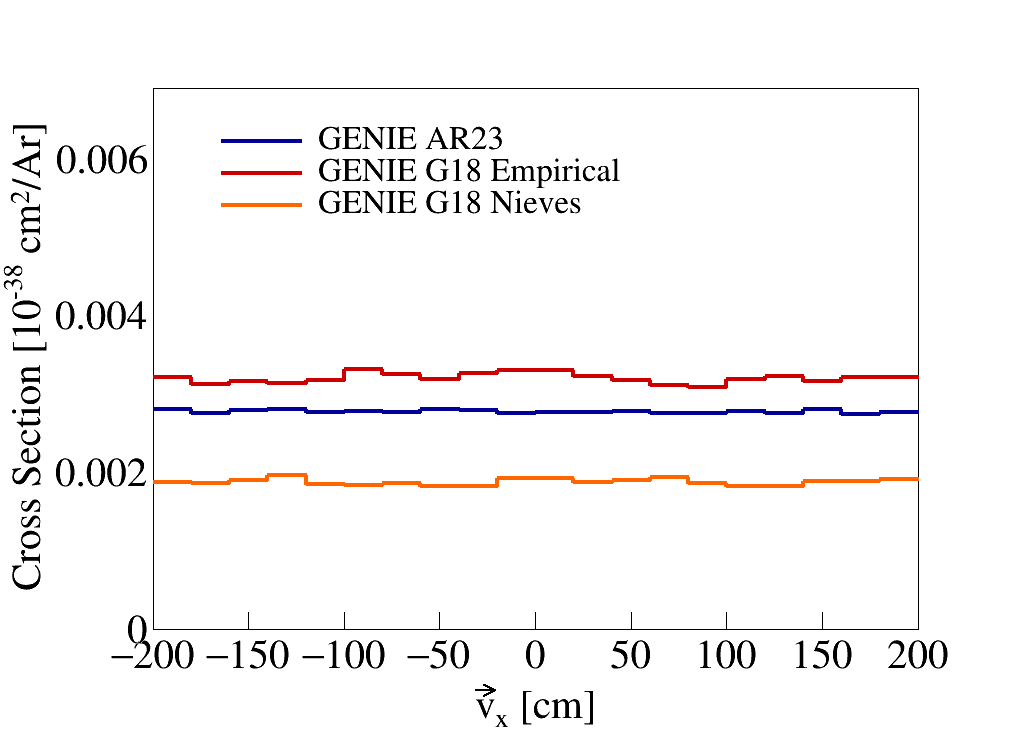 GENIE AR23
GENIE G18 Empirical
GENIE G18 Nieves
Cross Section [10⁻³⁸ cm²/Ar]
0.006
0.004
0.002
0
−200 −150 −100 −50 0 50 100 150 200
v⃗ₓ [cm]